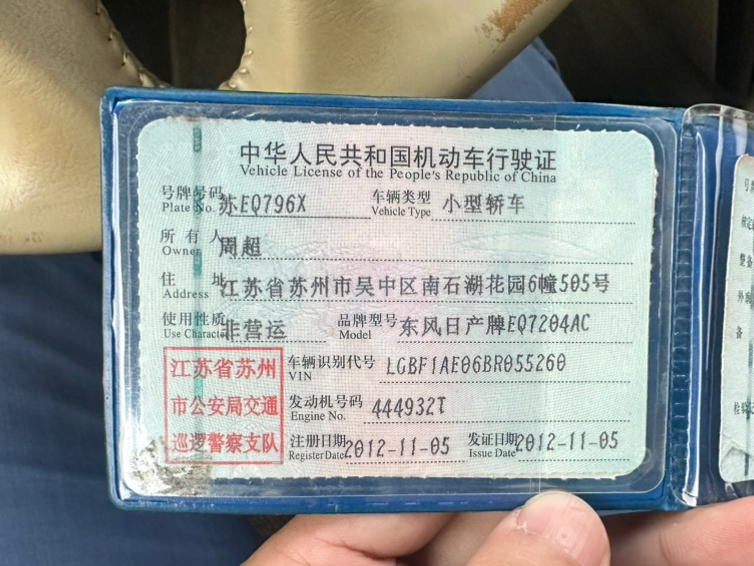 中华人民共和国机动车行驶证
Vehicle License of the People's Republic of China
号牌号码 苏EQ796X 车辆类型 小型轿车
Plate No. Vehicle Type
所有人 周超
Owner
住址 江苏省苏州市吴中区南石湖花园6幢505号
Address
使用性质 非营运 品牌型号 东风日产牌EQ7204AC
Use Character Model
江苏省苏州
市公安局交通
巡逻警察支队
车辆识别代号 LGBF1AE06BR055260
VIN
发动机号码 444932T
Engine No.
注册日期 2012-11-05 发证日期 2012-11-05
Register Date Issue Date